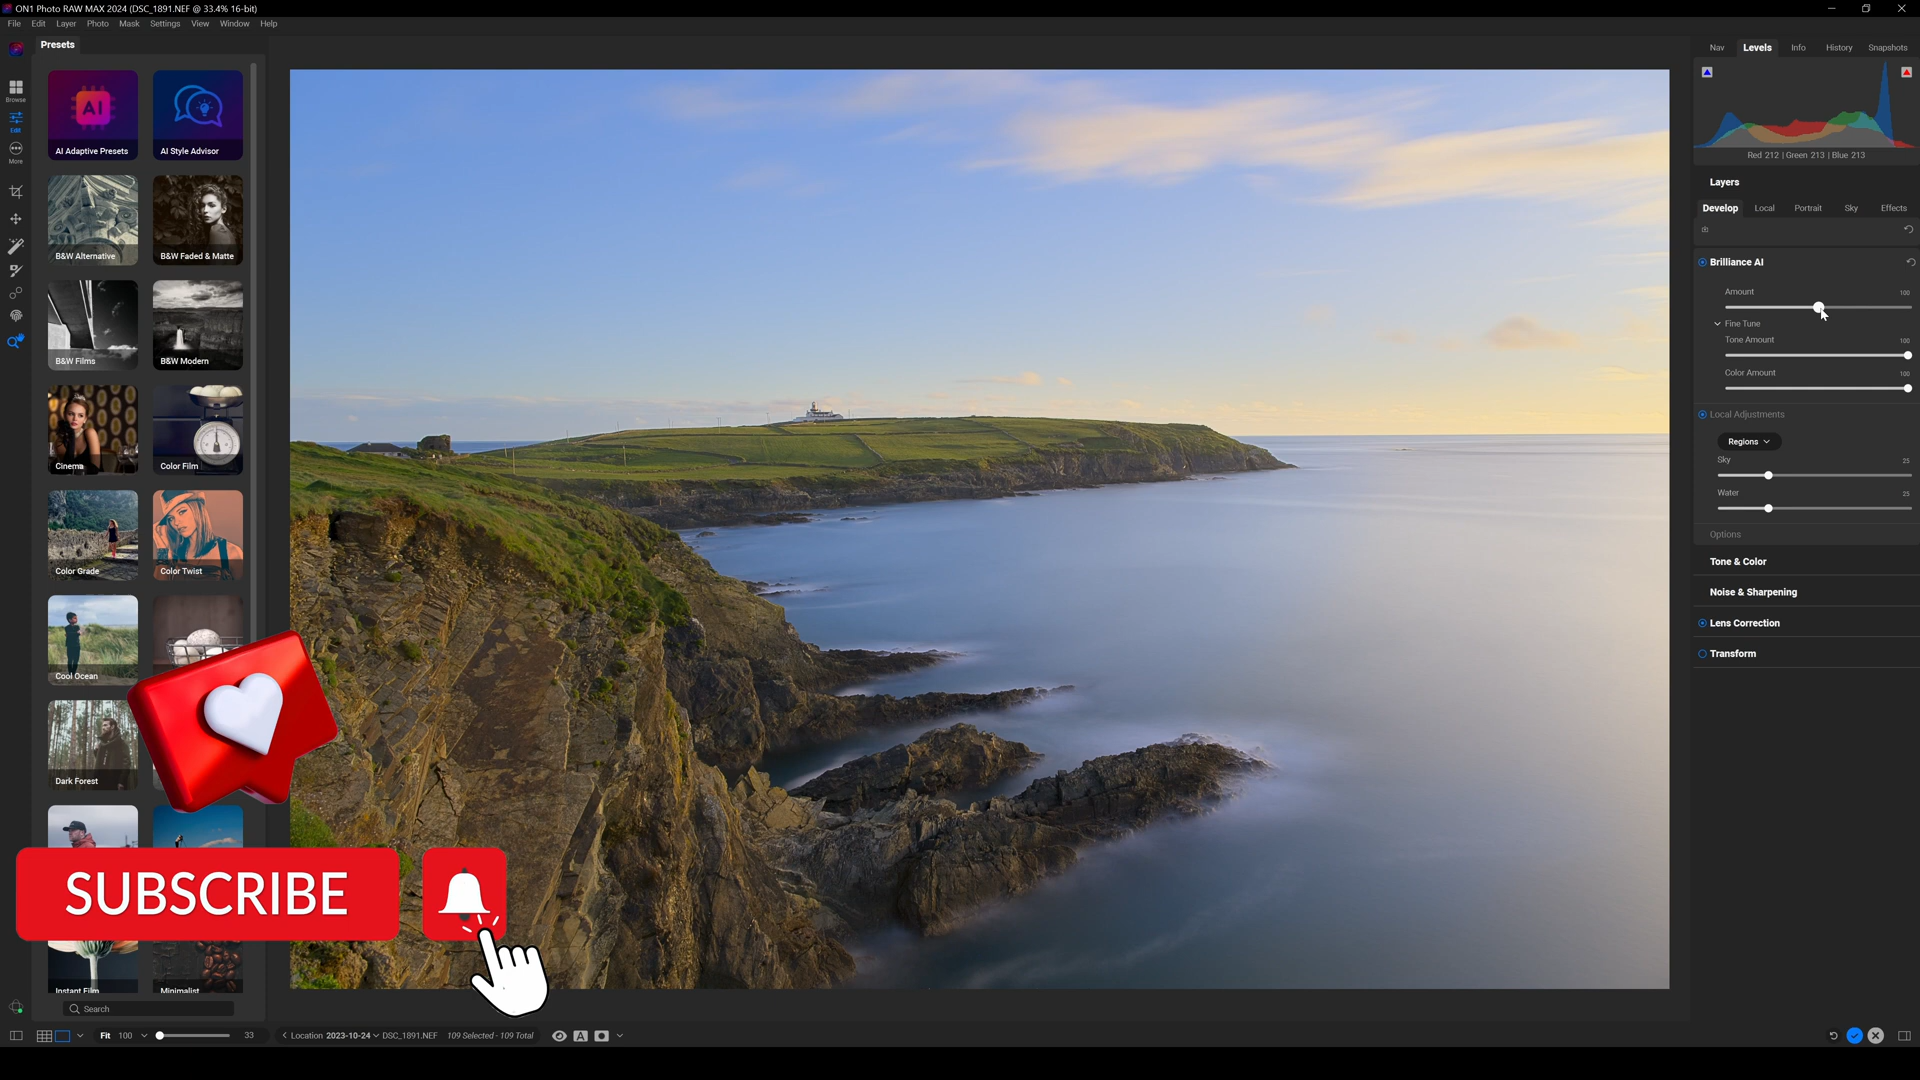 ON1 Photo RAW MAX 2024 (DSC_1891.NEF @ 33.4% 16-bit)
File Edit Layer Photo Mask Settings View Window Help
Presets
Browse
Edit
More
AI
AI Adaptive Presets
AI Style Advisor
B&W Alternative
B&W Faded & Matte
B&W Films
B&W Modern
Cinema
Color Film
Color Grade
Color Twist
Cool Ocean
Dark Forest
SUBSCRIBE
Instant Film
Minimalist
Search
Fit 100 33
Location 2023-10-24 DSC_1891.NEF 109 Selected - 109 Total
A
Nav Levels Info History Snapshots
Red 212 | Green 213 | Blue 213
Layers
Develop Local Portrait Sky Effects
Brilliance AI
Amount 100
Fine Tune
Tone Amount 100
Color Amount 100
Local Adjustments
Regions
Sky 25
Water 25
Options
Tone & Color
Noise & Sharpening
Lens Correction
Transform